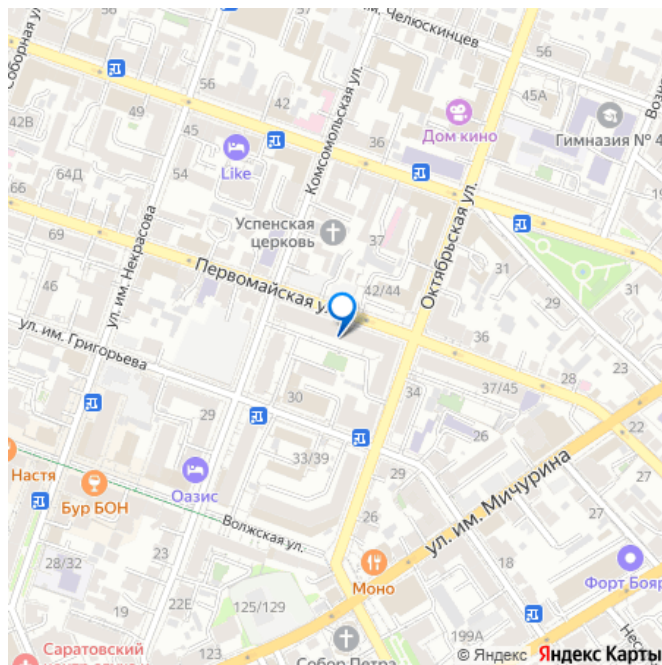 Соборная ул.
им. Челюскинцев
56
56
45А
Комсомольская ул.
42
49
42В
45
36
Дом кино
Гимназия № 4
Like
54
64Д
66
Успенская
церковь
37
Октябрьская ул.
69
ул. им. Некрасова
31
46
Первомайская у
42/44
29
31
ул. им. Григорьева
36
23
28
37/45
34
30
29
22
26
33/39
Настя
Бур БОН
Оазис
29
ул. им. Мичурина
27
26
27
Волжская ул.
28/32
23
18
Моно
Форт Бояр
19
22Е
125/129
Саратовский
123
Собор Петра
199А
© Яндекс Яндекс Карты